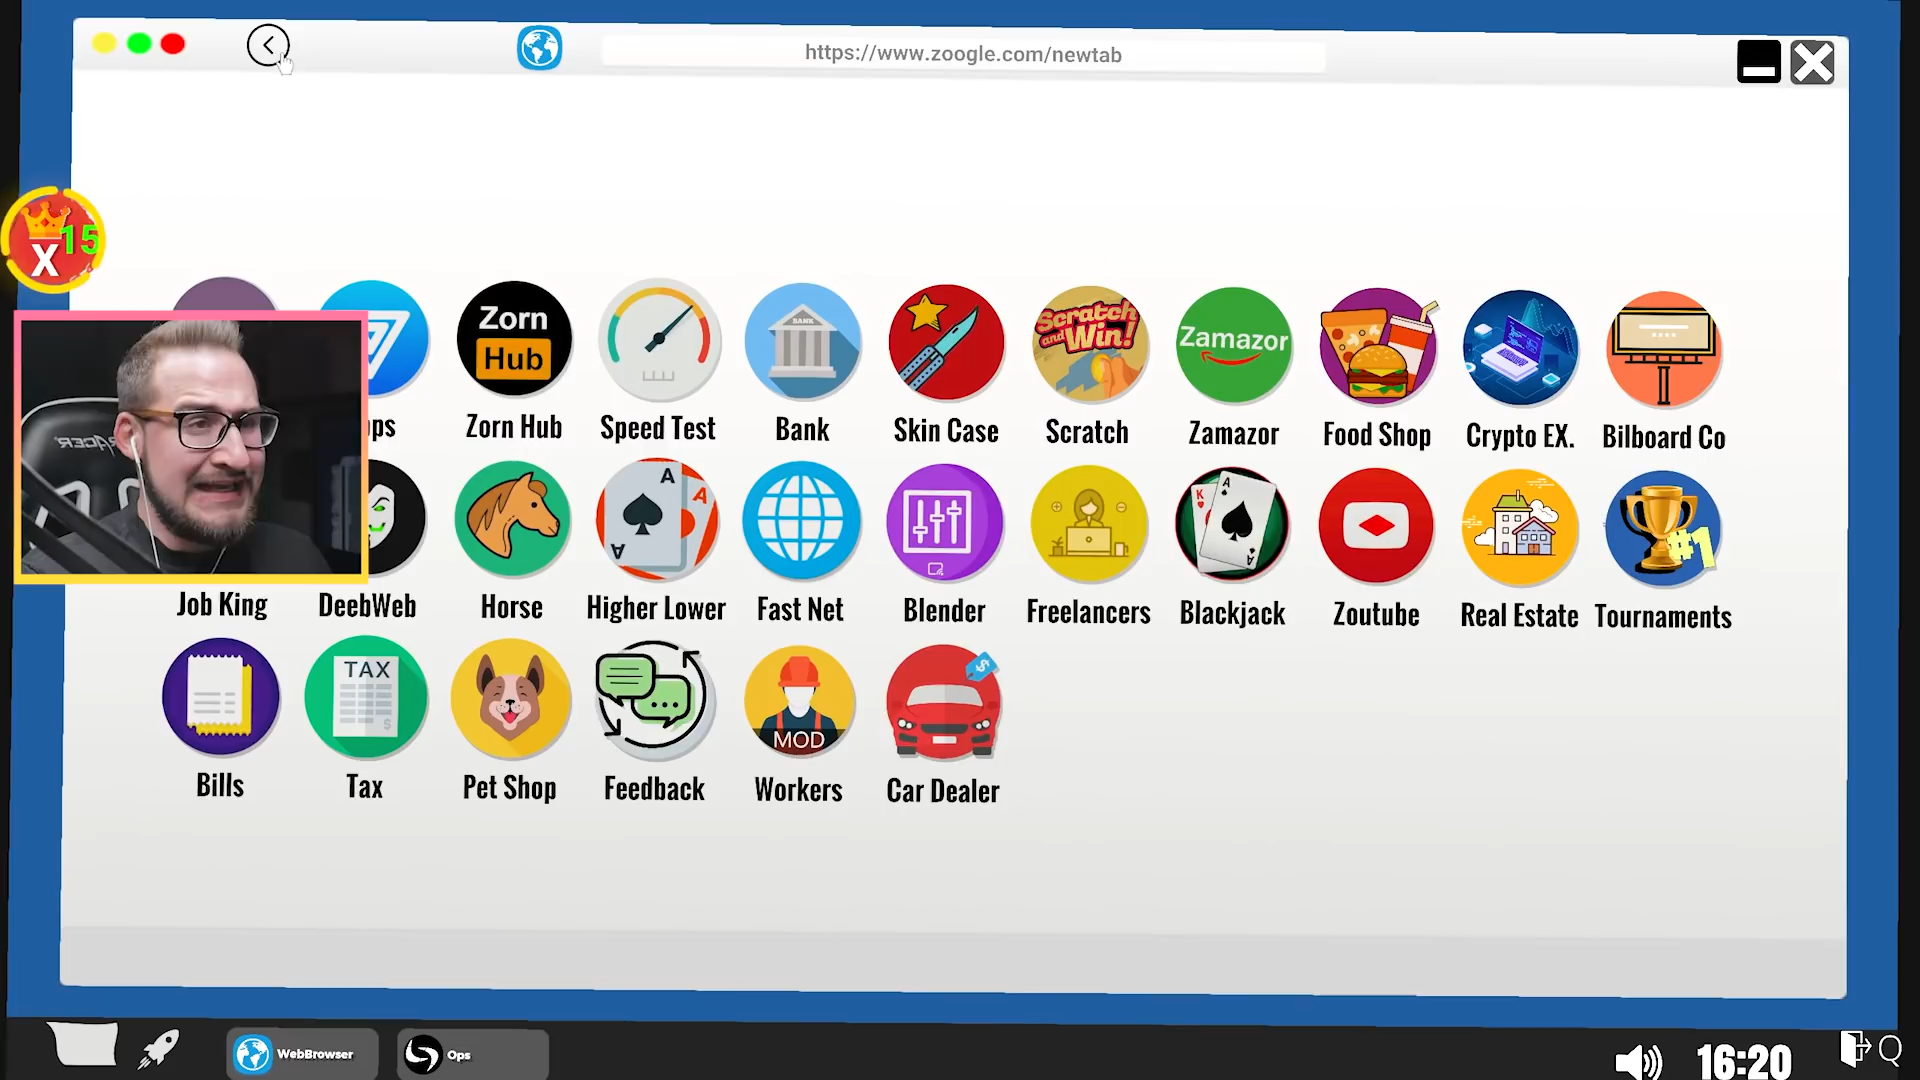 https://www.zoogle.com/newtab
X 15
Zorn
Hub
BANK
Scratch
and Win!
Zamazor
ps
Zorn Hub
Speed Test
Bank
Skin Case
Scratch
Zamazor
Food Shop
Crypto EX.
Bilboard Co
A
A
A
K
A
A
#1
Job King
DeebWeb
Horse
Higher Lower
Fast Net
Blender
Freelancers
Blackjack
Zoutube
Real Estate
Tournaments
TAX
$
MOD
$
Bills
Tax
Pet Shop
Feedback
Workers
Car Dealer
WebBrowser
Ops
16:20
Q